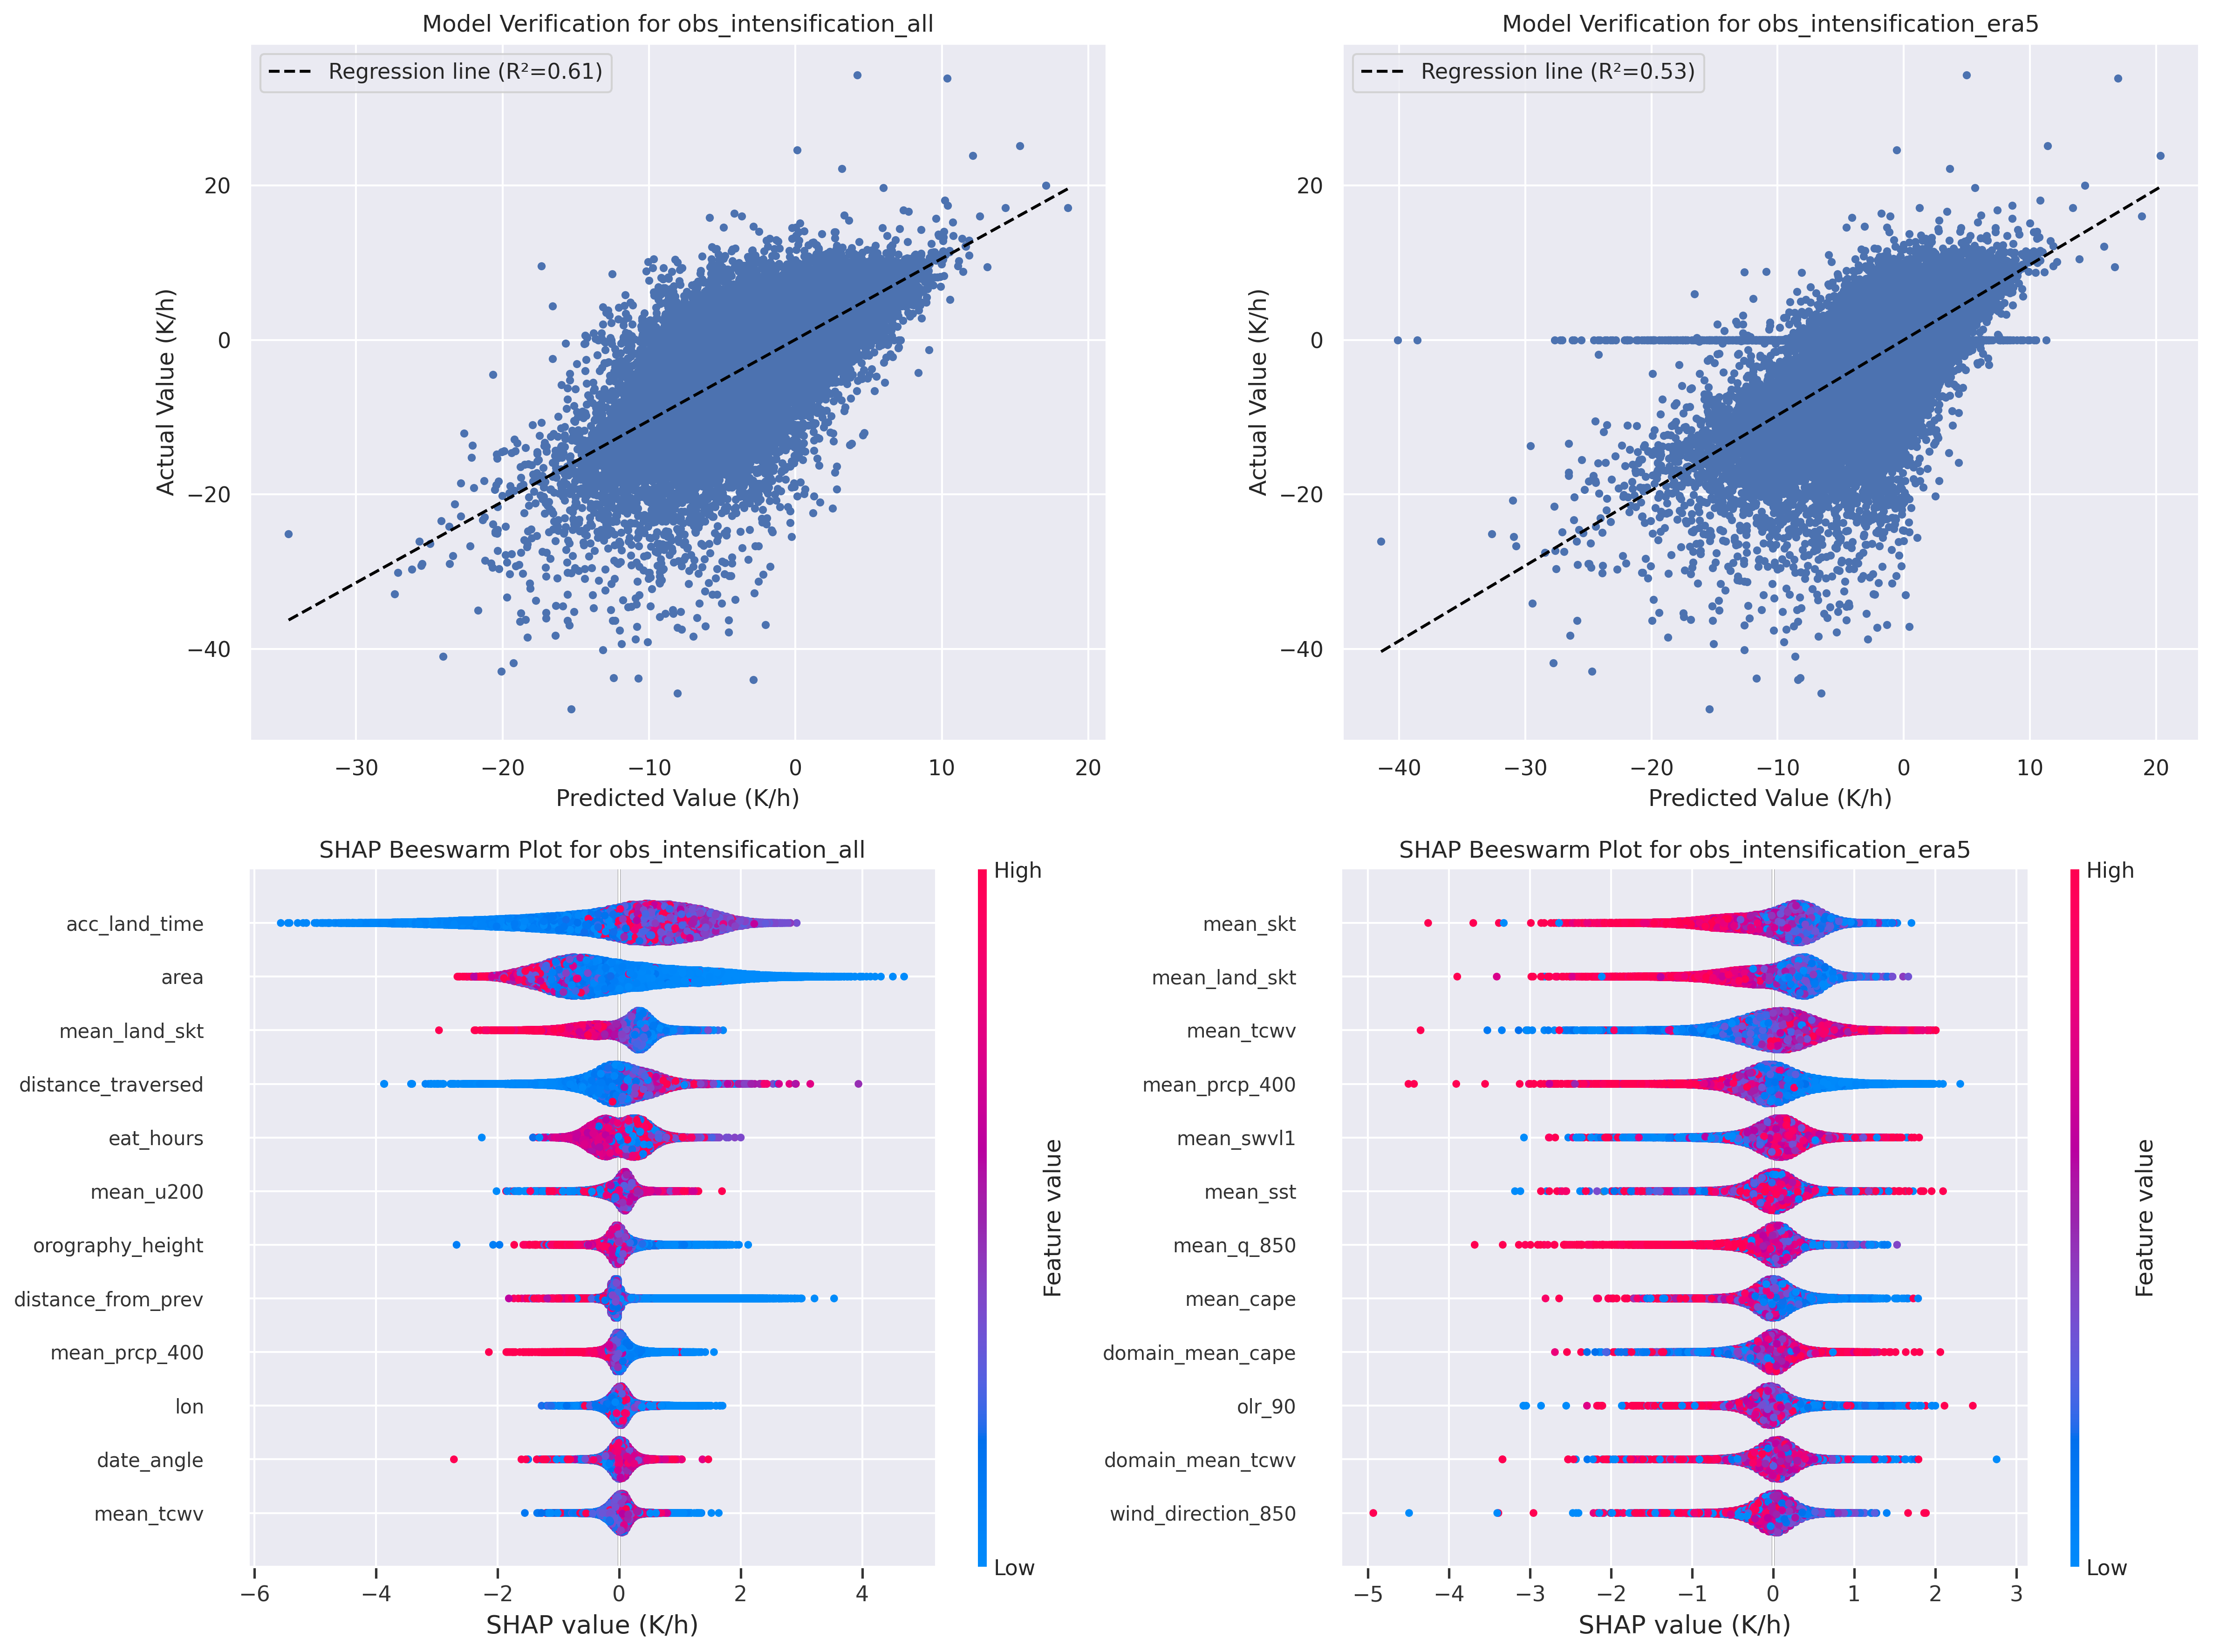 Model Verification for obs_intensification_all
Regression line (R²=0.61)
Actual Value (K/h)
20
0
−20
−40
−30
−20
−10
0
10
20
Predicted Value (K/h)
Model Verification for obs_intensification_era5
Regression line (R²=0.53)
Actual Value (K/h)
20
0
−20
−40
−40
−30
−20
−10
0
10
20
Predicted Value (K/h)
SHAP Beeswarm Plot for obs_intensification_all
acc_land_time
area
mean_land_skt
distance_traversed
eat_hours
mean_u200
orography_height
distance_from_prev
mean_prcp_400
lon
date_angle
mean_tcwv
−6
−4
−2
0
2
4
SHAP value (K/h)
High
Feature value
Low
SHAP Beeswarm Plot for obs_intensification_era5
mean_skt
mean_land_skt
mean_tcwv
mean_prcp_400
mean_swvl1
mean_sst
mean_q_850
mean_cape
domain_mean_cape
olr_90
domain_mean_tcwv
wind_direction_850
−5
−4
−3
−2
−1
0
1
2
3
SHAP value (K/h)
High
Feature value
Low